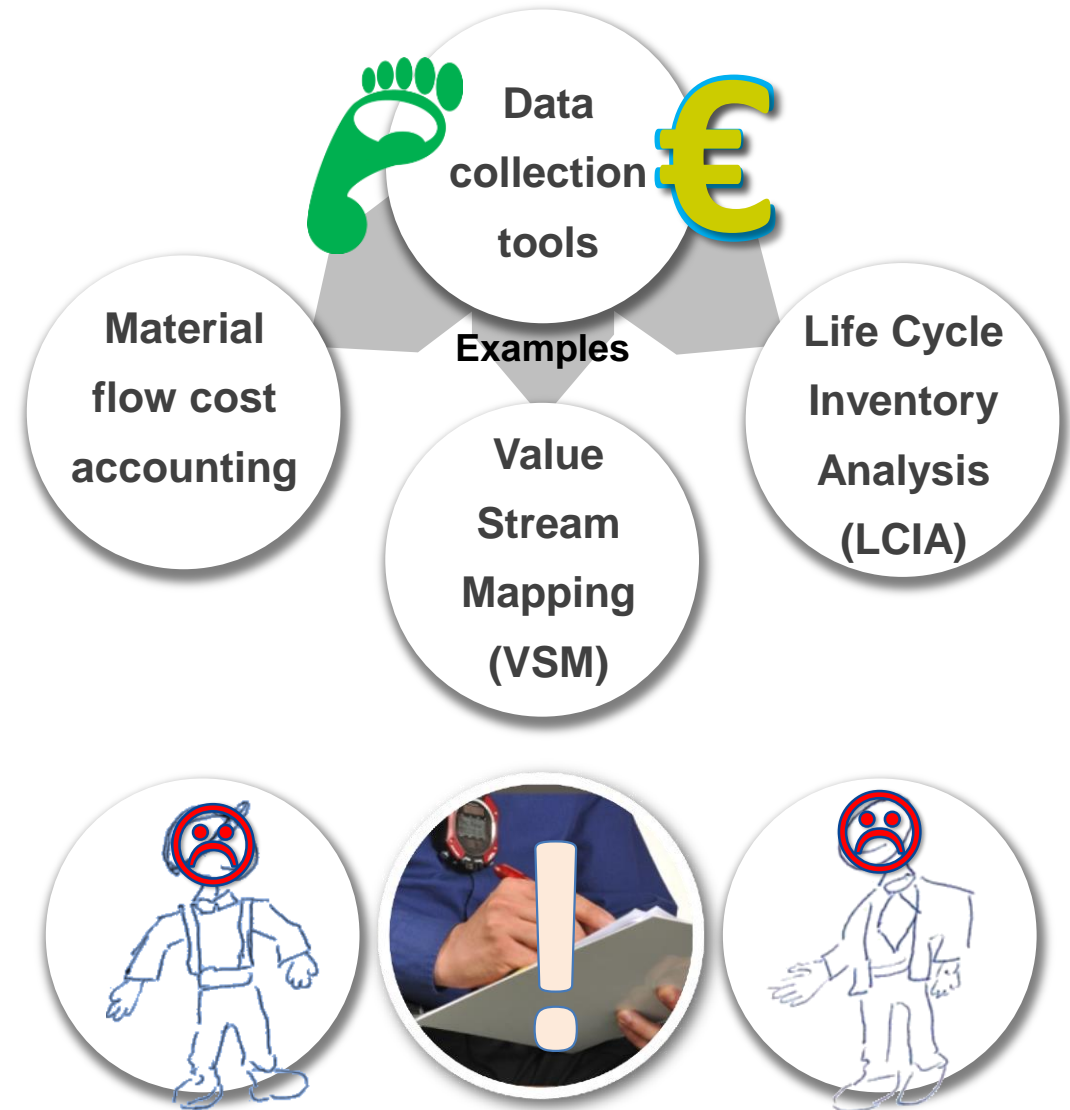 Data
collection
tools
€
Examples
Material
flow cost
accounting
Value
Stream
Mapping
(VSM)
Life Cycle
Inventory
Analysis
(LCIA)
!